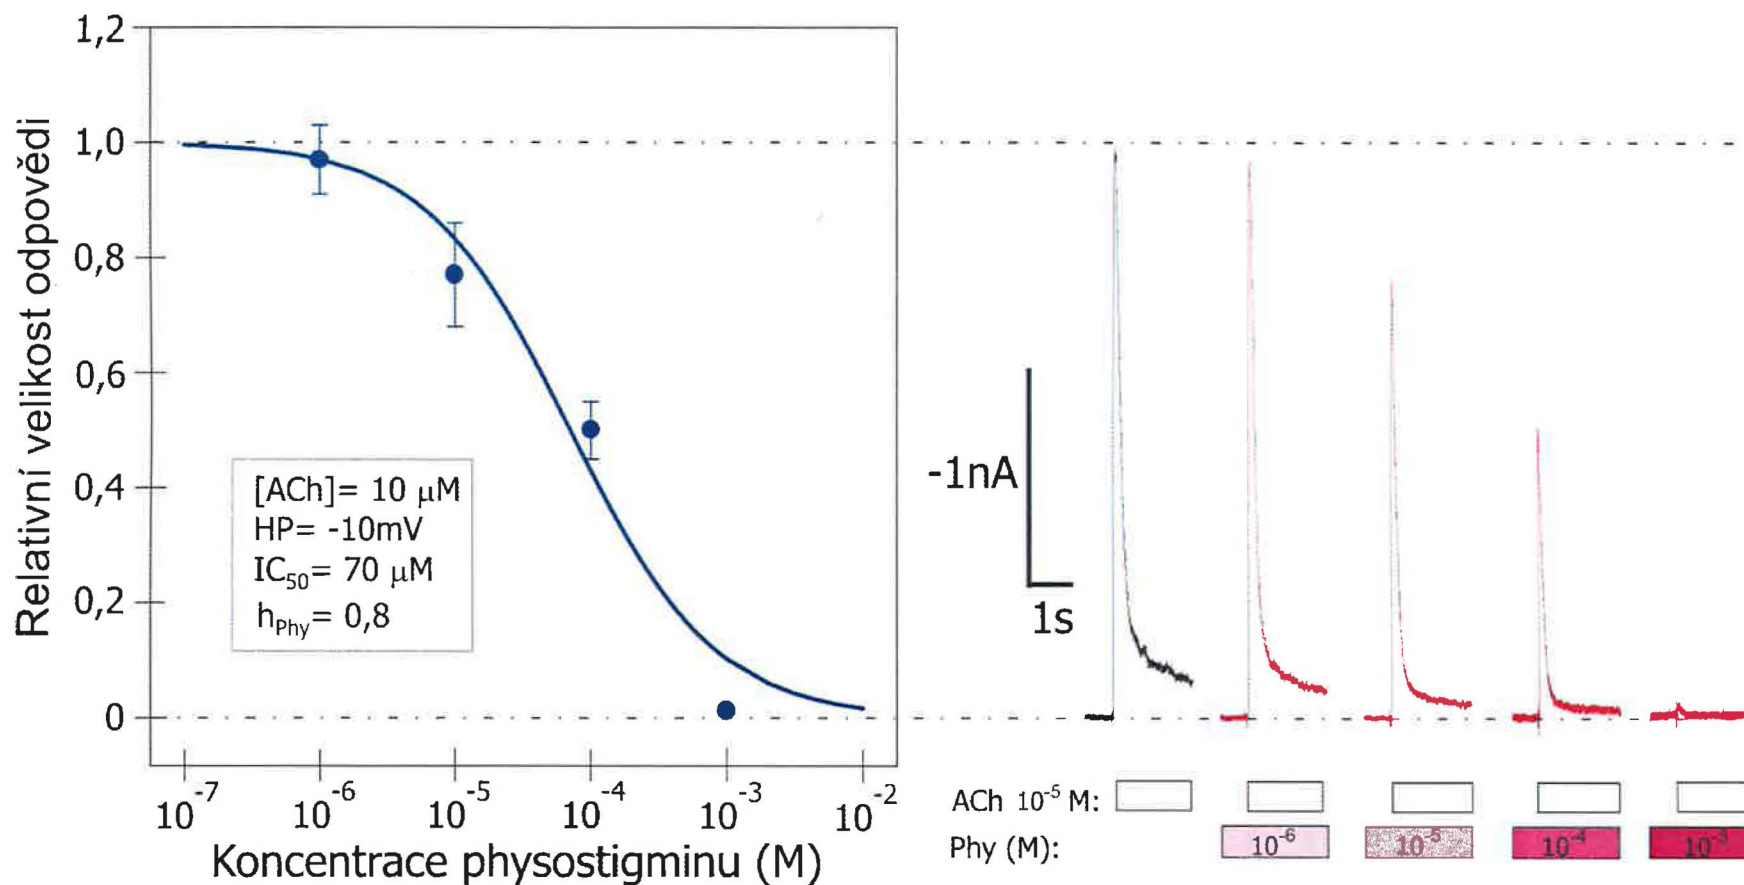 Relativní velikost odpovědi
1,2
1,0
0,8
0,6
0,4
0,2
0
[ACh]= 10 μM
HP= -10mV
IC50= 70 μM
hPhy= 0,8
10-7 10-6 10-5 10-4 10-3 10-2
Koncentrace physostigminu (M)
-1nA
1s
ACh 10-5 M:
Phy (M): 10-6 10-5 10-4 10-3